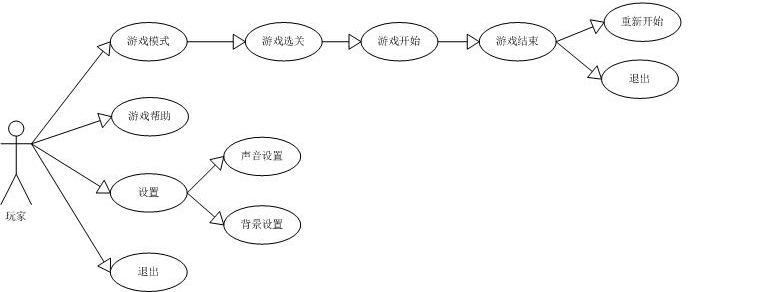 重新开始
游戏模式
游戏选关
游戏开始
游戏结束
退出
游戏帮助
声音设置
设置
玩家
背景设置
退出